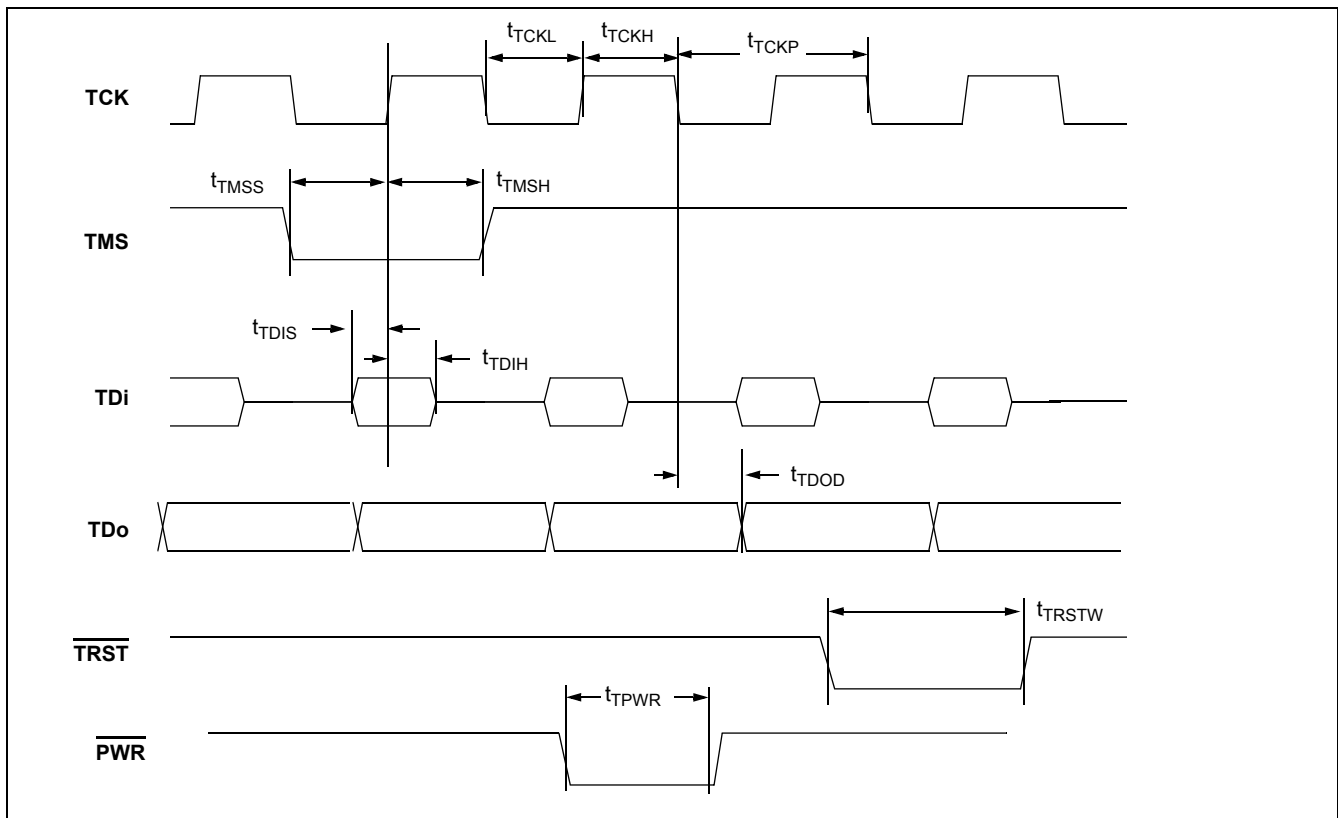 tTCKL tTCKH tTCKP
TCK
tTMSS tTMSH
TMS
tTDIS
tTDIH
TDi
tTDOD
TDo
tTRSTW
TRST
tTPWR
PWR